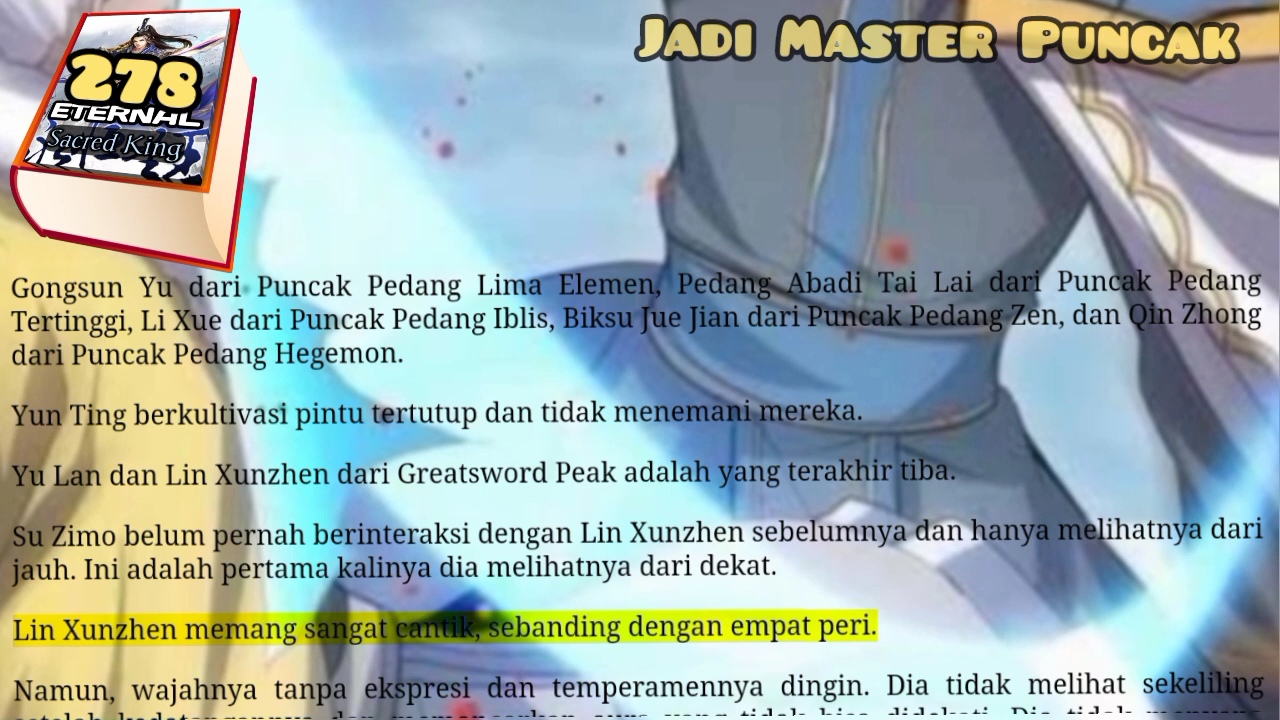 Jadi Master Puncak
278
ETERNAL
Sacred King
Gongsun Yu dari Puncak Pedang Lima Elemen, Pedang Abadi Tai Lai dari Puncak Pedang
Tertinggi, Li Xue dari Puncak Pedang Iblis, Biksu Jue Jian dari Puncak Pedang Zen, dan Qin Zhong
dari Puncak Pedang Hegemon.
Yun Ting berkultivasi pintu tertutup dan tidak menemani mereka.
Yu Lan dan Lin Xunzhen dari Greatsword Peak adalah yang terakhir tiba.
Su Zimo belum pernah berinteraksi dengan Lin Xunzhen sebelumnya dan hanya melihatnya dari
jauh. Ini adalah pertama kalinya dia melihatnya dari dekat.
Lin Xunzhen memang sangat cantik, sebanding dengan empat peri.
Namun, wajahnya tanpa ekspresi dan temperamennya dingin. Dia tidak melihat sekeliling